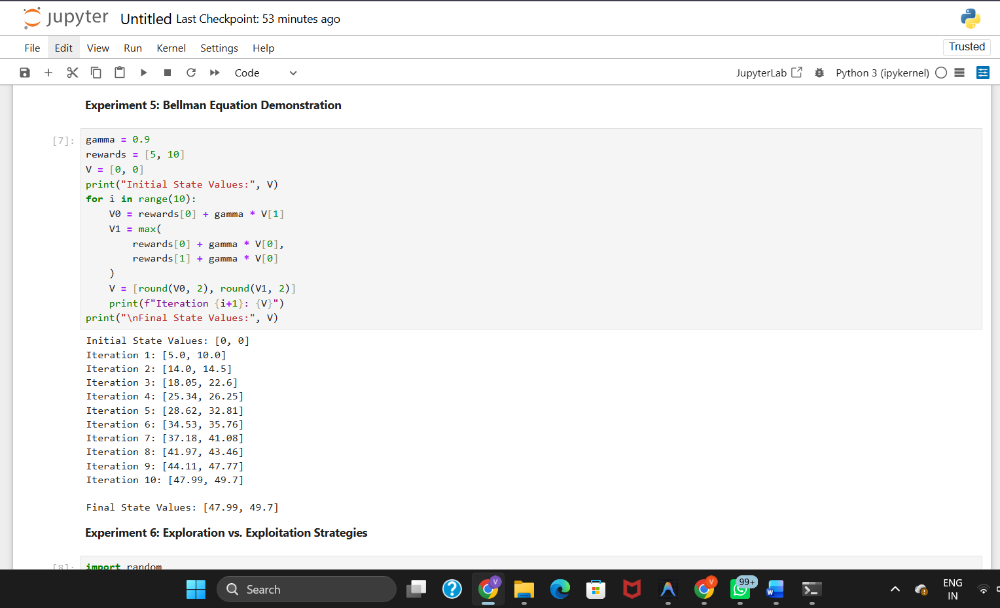 jupyter Untitled Last Checkpoint: 53 minutes ago
File Edit View Run Kernel Settings Help Trusted
Code JupyterLab Python 3 (ipykernel)
Experiment 5: Bellman Equation Demonstration
[7]:
gamma = 0.9
rewards = [5, 10]
V = [0, 0]
print("Initial State Values:", V)
for i in range(10):
    V0 = rewards[0] + gamma * V[1]
    V1 = max(
        rewards[0] + gamma * V[0],
        rewards[1] + gamma * V[0]
    )
    V = [round(V0, 2), round(V1, 2)]
    print(f"Iteration {i+1}: {V}")
print("\nFinal State Values:", V)
Initial State Values: [0, 0]
Iteration 1: [5.0, 10.0]
Iteration 2: [14.0, 14.5]
Iteration 3: [18.05, 22.6]
Iteration 4: [25.34, 26.25]
Iteration 5: [28.62, 32.81]
Iteration 6: [34.53, 35.76]
Iteration 7: [37.18, 41.08]
Iteration 8: [41.97, 43.46]
Iteration 9: [44.11, 47.77]
Iteration 10: [47.99, 49.7]
Final State Values: [47.99, 49.7]
Experiment 6: Exploration vs. Exploitation Strategies
[8]:
import random
Search
V
V
99+
W
ENG
IN